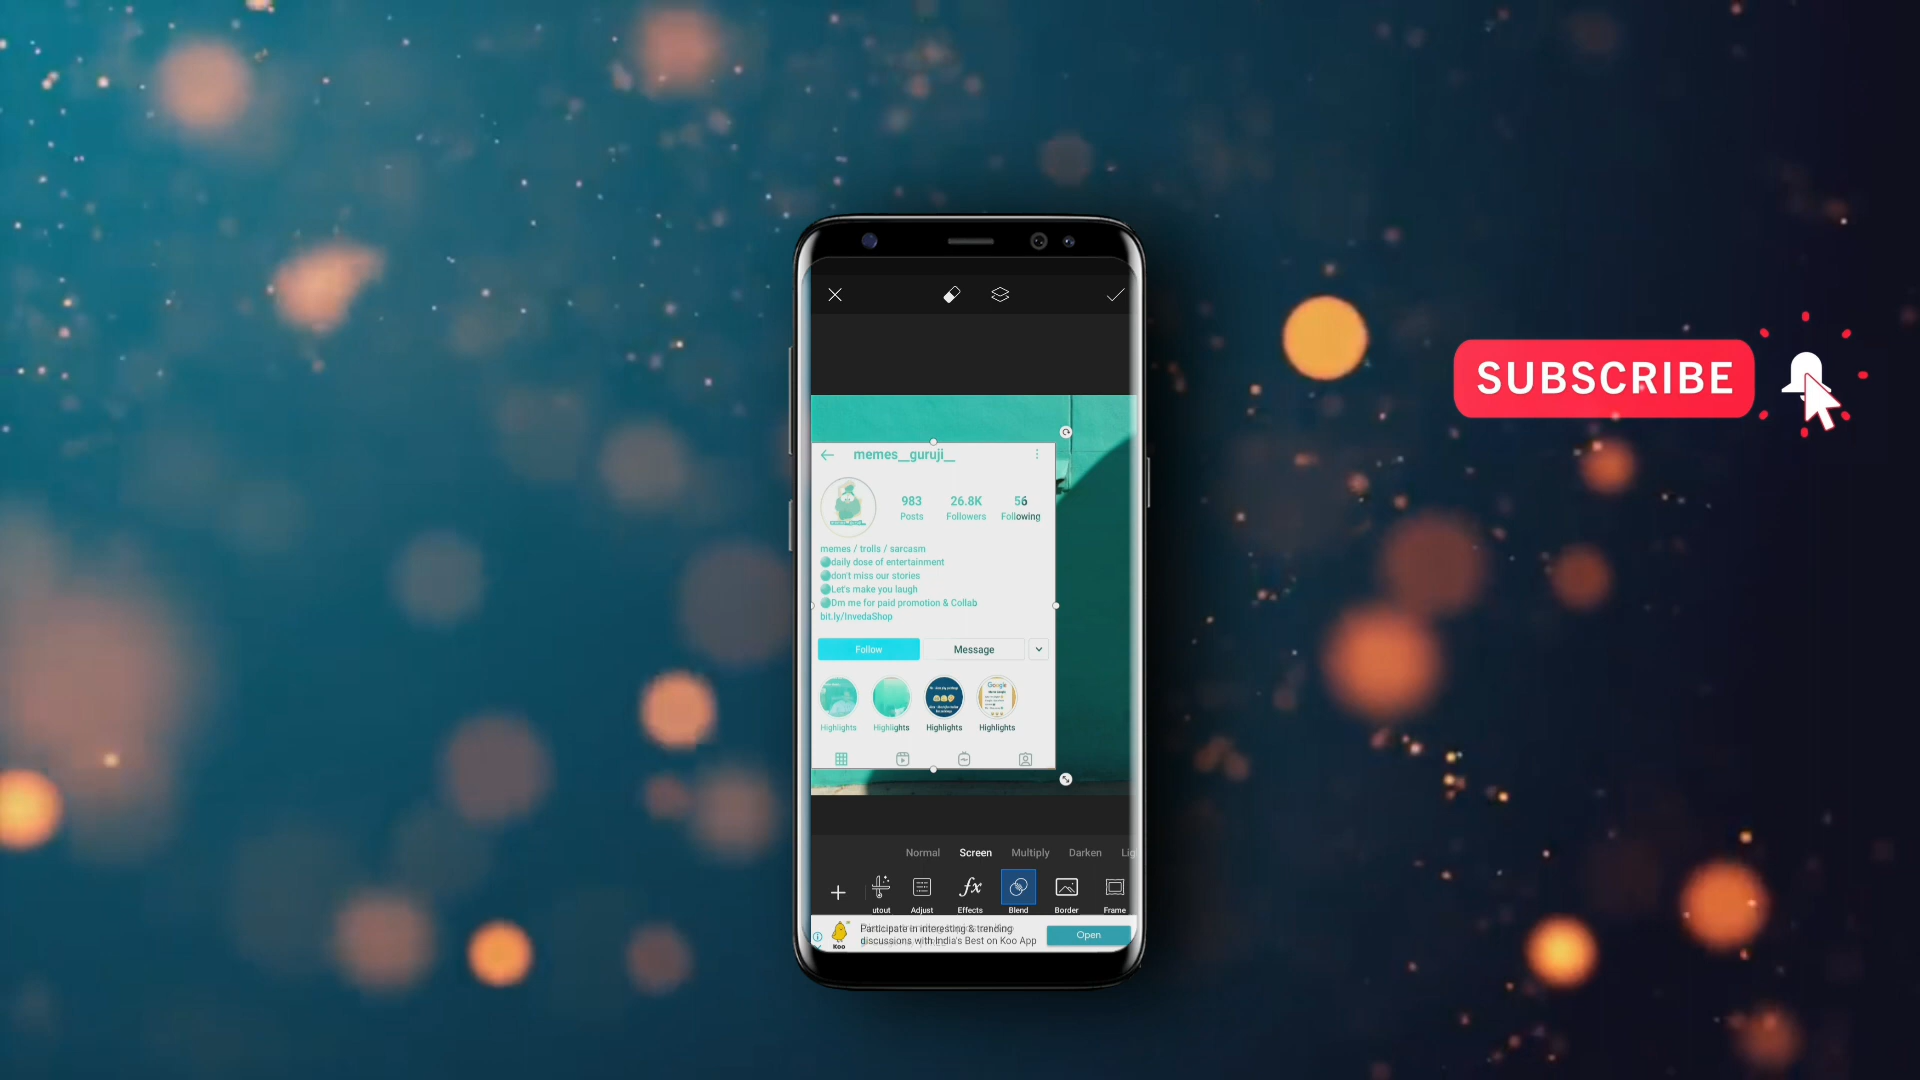 SUBSCRIBE
memes__guruji__
983 26.8K 56
Posts Followers Following
memes / trolls / sarcasm
daily dose of entertainment
don't miss our stories
Let's make you laugh
Dm me for paid promotion & Collab
bit.ly/InvedaShop
Follow Message
Google
Highlights Highlights Highlights Highlights
Normal Screen Multiply Darken Lig
utout Adjust Effects Blend Border Frame
Koo
Participate in interesting & trending
discussions with India's Best on Koo App
Open